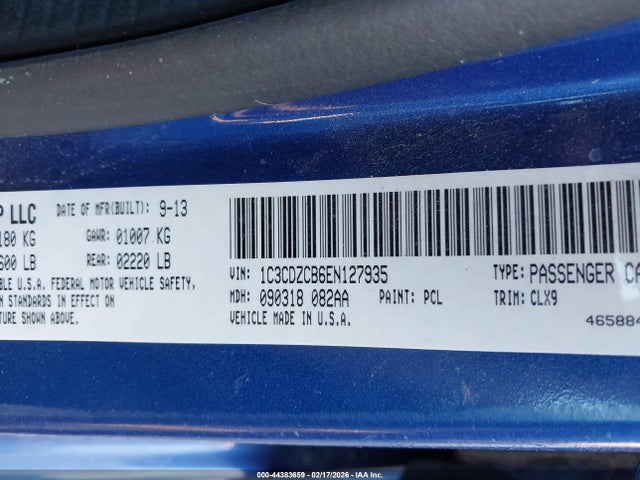 P LLC DATE OF MFR(BUILT): 9-13
180 KG GAWR: 01007 KG
600 LB REAR: 02220 LB
BLE U.S.A. FEDERAL MOTOR VEHICLE SAFETY,
N STANDARDS IN EFFECT ON
TURE SHOWN ABOVE.
VIN: 1C3CDZCB6EN127935 TYPE: PASSENGER CA
MDH: 090318 082AA PAINT: PCL TRIM: CLX9
VEHICLE MADE IN U.S.A.
465884
000-44383659 - 02/17/2026 - IAA Inc.